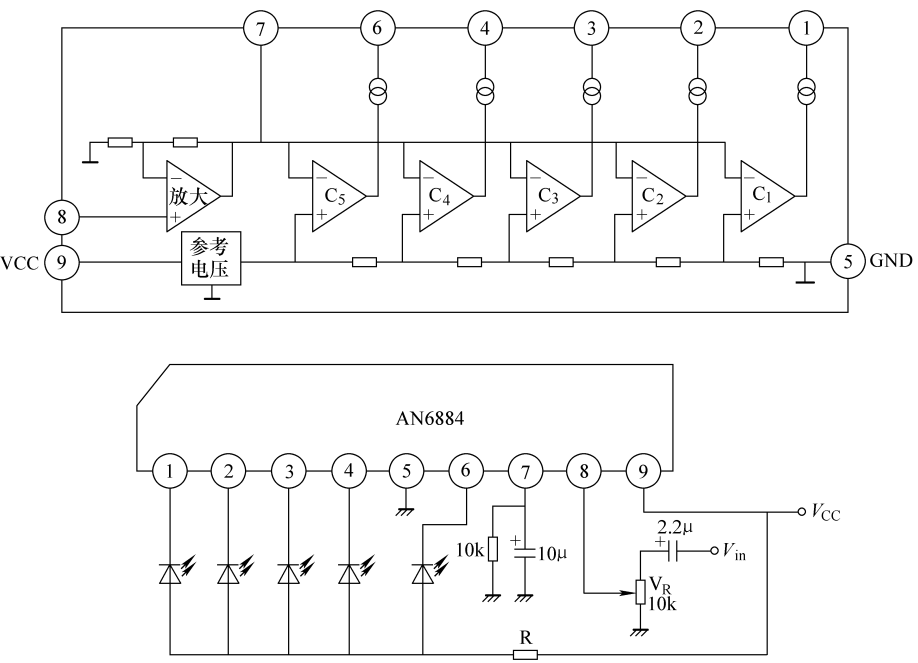 7 6 4 3 2 1
放大 C5 C4 C3 C2 C1
− − − − − −
+ + + + + +
8
参考
电压
VCC 9 5 GND
AN6884
1 2 3 4 5 6 7 8 9
VCC
2.2μ
+ Vin
10k + 10μ
VR
10k
R